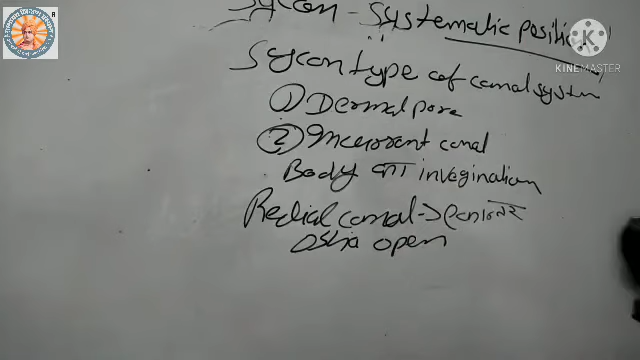 Sycon - Systematic position
KINEMASTER
Sycon type of canal system
① Dermal pore
② Incurrent canal
Body का invagination
Radial canal ->
Ostia open